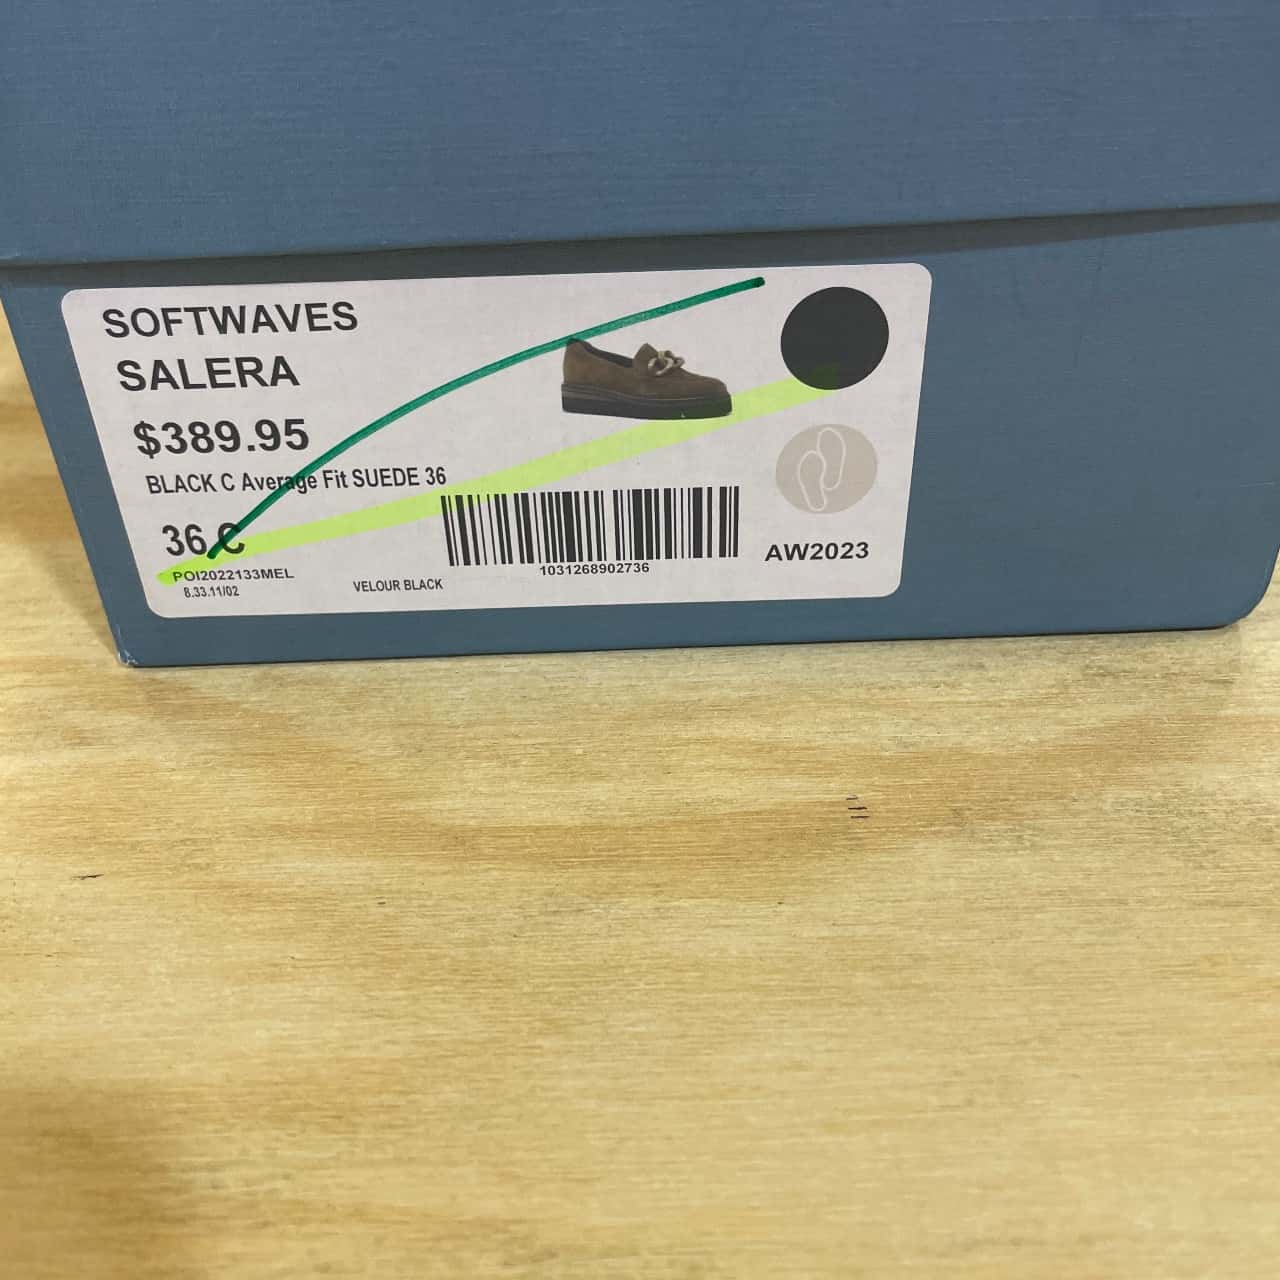 SOFTWAVES
SALERA
$389.95
BLACK C Average Fit SUEDE 36
36 C
POI2022133MEL
8.33.11/02
VELOUR BLACK
1031268902736
AW2023